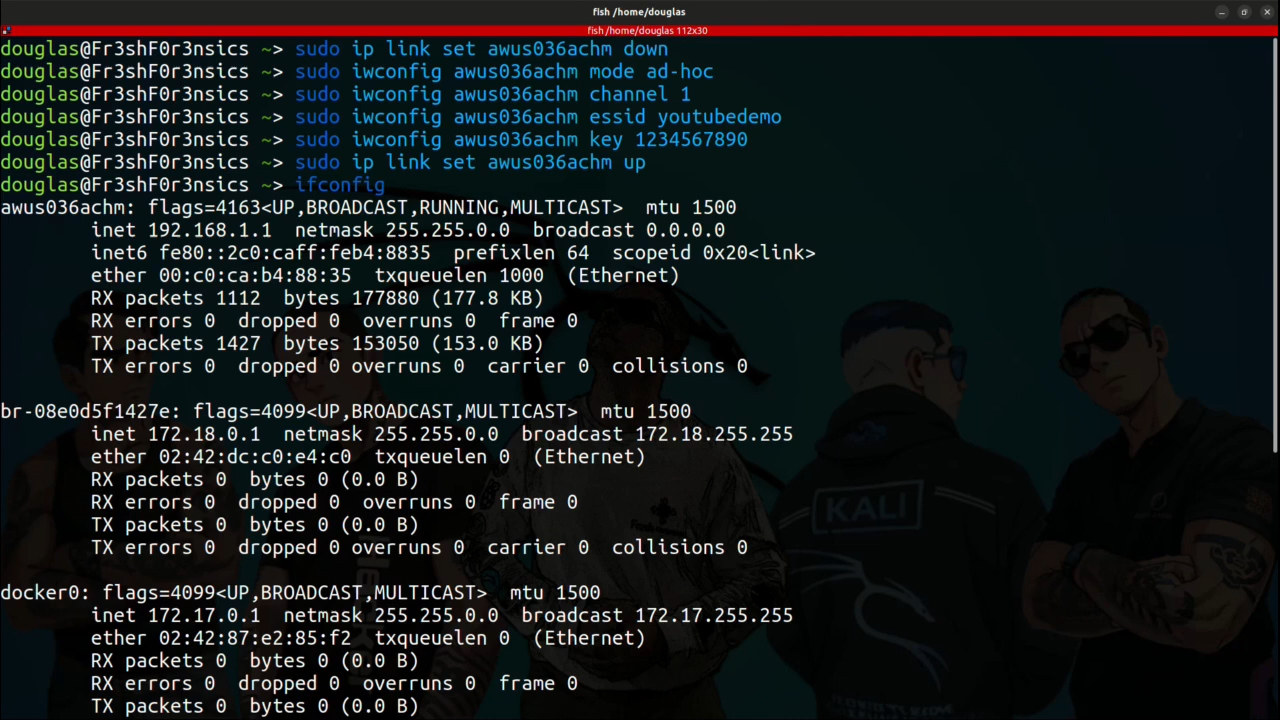 fish /home/douglas
fish /home/douglas 112x30
douglas@Fr3shF0r3nsics ~> sudo ip link set awus036achm down
douglas@Fr3shF0r3nsics ~> sudo iwconfig awus036achm mode ad-hoc
douglas@Fr3shF0r3nsics ~> sudo iwconfig awus036achm channel 1
douglas@Fr3shF0r3nsics ~> sudo iwconfig awus036achm essid youtubedemo
douglas@Fr3shF0r3nsics ~> sudo iwconfig awus036achm key 1234567890
douglas@Fr3shF0r3nsics ~> sudo ip link set awus036achm up
douglas@Fr3shF0r3nsics ~> ifconfig
awus036achm: flags=4163<UP,BROADCAST,RUNNING,MULTICAST>  mtu 1500
        inet 192.168.1.1  netmask 255.255.0.0  broadcast 0.0.0.0
        inet6 fe80::2c0:caff:feb4:8835  prefixlen 64  scopeid 0x20<link>
        ether 00:c0:ca:b4:88:35  txqueuelen 1000  (Ethernet)
        RX packets 1112  bytes 177880 (177.8 KB)
        RX errors 0  dropped 0  overruns 0  frame 0
        TX packets 1427  bytes 153050 (153.0 KB)
        TX errors 0  dropped 0 overruns 0  carrier 0  collisions 0
br-08e0d5f1427e: flags=4099<UP,BROADCAST,MULTICAST>  mtu 1500
        inet 172.18.0.1  netmask 255.255.0.0  broadcast 172.18.255.255
        ether 02:42:dc:c0:e4:c0  txqueuelen 0  (Ethernet)
        RX packets 0  bytes 0 (0.0 B)
        RX errors 0  dropped 0  overruns 0  frame 0
        TX packets 0  bytes 0 (0.0 B)
        TX errors 0  dropped 0 overruns 0  carrier 0  collisions 0
docker0: flags=4099<UP,BROADCAST,MULTICAST>  mtu 1500
        inet 172.17.0.1  netmask 255.255.0.0  broadcast 172.17.255.255
        ether 02:42:87:e2:85:f2  txqueuelen 0  (Ethernet)
        RX packets 0  bytes 0 (0.0 B)
        RX errors 0  dropped 0  overruns 0  frame 0
        TX packets 0  bytes 0 (0.0 B)
KALI